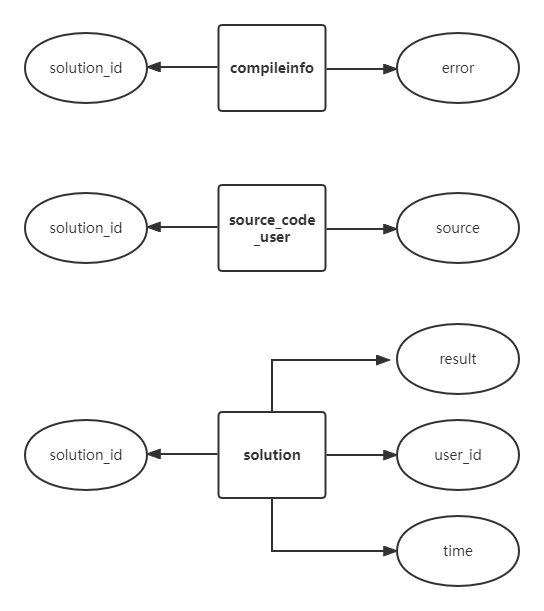 solution_id
compileinfo
error
solution_id
source_code
_user
source
result
solution_id
solution
user_id
time